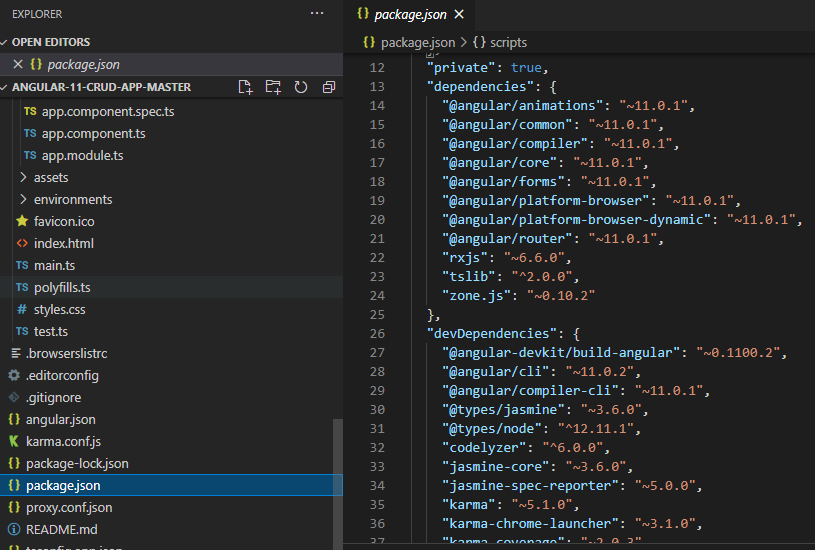 EXPLORER
OPEN EDITORS
package.json
ANGULAR-11-CRUD-APP-MASTER
TS app.component.spec.ts
TS app.component.ts
TS app.module.ts
assets
environments
favicon.ico
<> index.html
TS main.ts
TS polyfills.ts
# styles.css
TS test.ts
.browserslistrc
.editorconfig
.gitignore
{} angular.json
karma.conf.js
{} package-lock.json
{} package.json
{} proxy.conf.json
README.md
tsconfig.app.json
{} package.json
{} package.json > {} scripts
12 "private": true,
13 "dependencies": {
14 "@angular/animations": "~11.0.1",
15 "@angular/common": "~11.0.1",
16 "@angular/compiler": "~11.0.1",
17 "@angular/core": "~11.0.1",
18 "@angular/forms": "~11.0.1",
19 "@angular/platform-browser": "~11.0.1",
20 "@angular/platform-browser-dynamic": "~11.0.1",
21 "@angular/router": "~11.0.1",
22 "rxjs": "~6.6.0",
23 "tslib": "^2.0.0",
24 "zone.js": "~0.10.2"
25 },
26 "devDependencies": {
27 "@angular-devkit/build-angular": "~0.1100.2",
28 "@angular/cli": "~11.0.2",
29 "@angular/compiler-cli": "~11.0.1",
30 "@types/jasmine": "~3.6.0",
31 "@types/node": "^12.11.1",
32 "codelyzer": "^6.0.0",
33 "jasmine-core": "~3.6.0",
34 "jasmine-spec-reporter": "~5.0.0",
35 "karma": "~5.1.0",
36 "karma-chrome-launcher": "~3.1.0",
37 "karma-coverage": "~2.0.3",